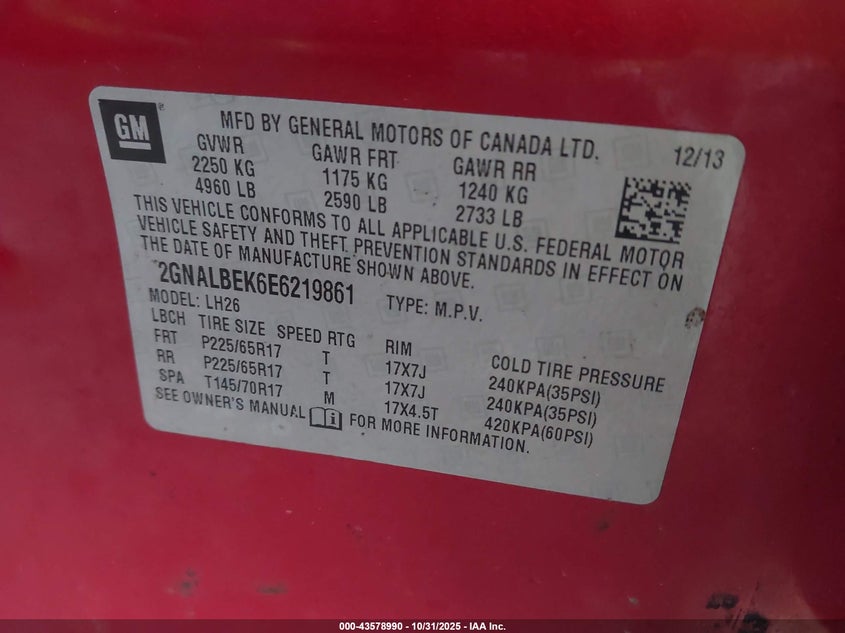 GM ®
MFD BY GENERAL MOTORS OF CANADA LTD. 12/13
GVWR GAWR FRT GAWR RR
2250 KG 1175 KG 1240 KG
4960 LB 2590 LB 2733 LB
THIS VEHICLE CONFORMS TO ALL APPLICABLE U.S. FEDERAL MOTOR
VEHICLE SAFETY AND THEFT PREVENTION STANDARDS IN EFFECT ON
THE DATE OF MANUFACTURE SHOWN ABOVE.
2GNALBEK6E6219861 TYPE: M.P.V.
MODEL: LH26
LBCH TIRE SIZE SPEED RTG RIM COLD TIRE PRESSURE
FRT P225/65R17 T 17X7J 240KPA(35PSI)
RR P225/65R17 T 17X7J 240KPA(35PSI)
SPA T145/70R17 M 17X4.5T 420KPA(60PSI)
SEE OWNER'S MANUAL FOR MORE INFORMATION.
000-43578990 - 10/31/2025 - IAA Inc.